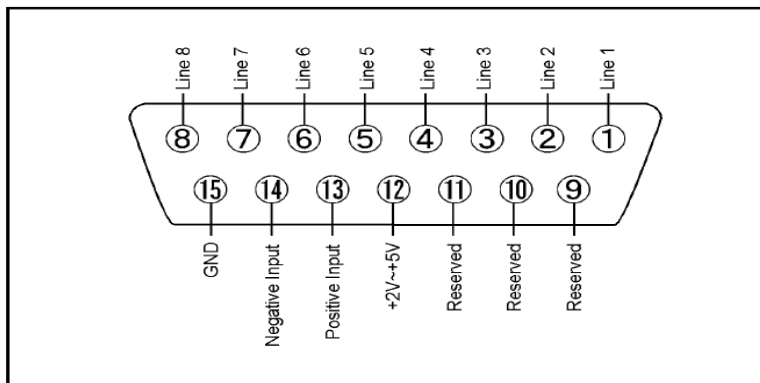 Line 8
Line 7
Line 6
Line 5
Line 4
Line 3
Line 2
Line 1
8
7
6
5
4
3
2
1
15
14
13
12
11
10
9
GND
Negative Input
Positive Input
+2V~+5V
Reserved
Reserved
Reserved